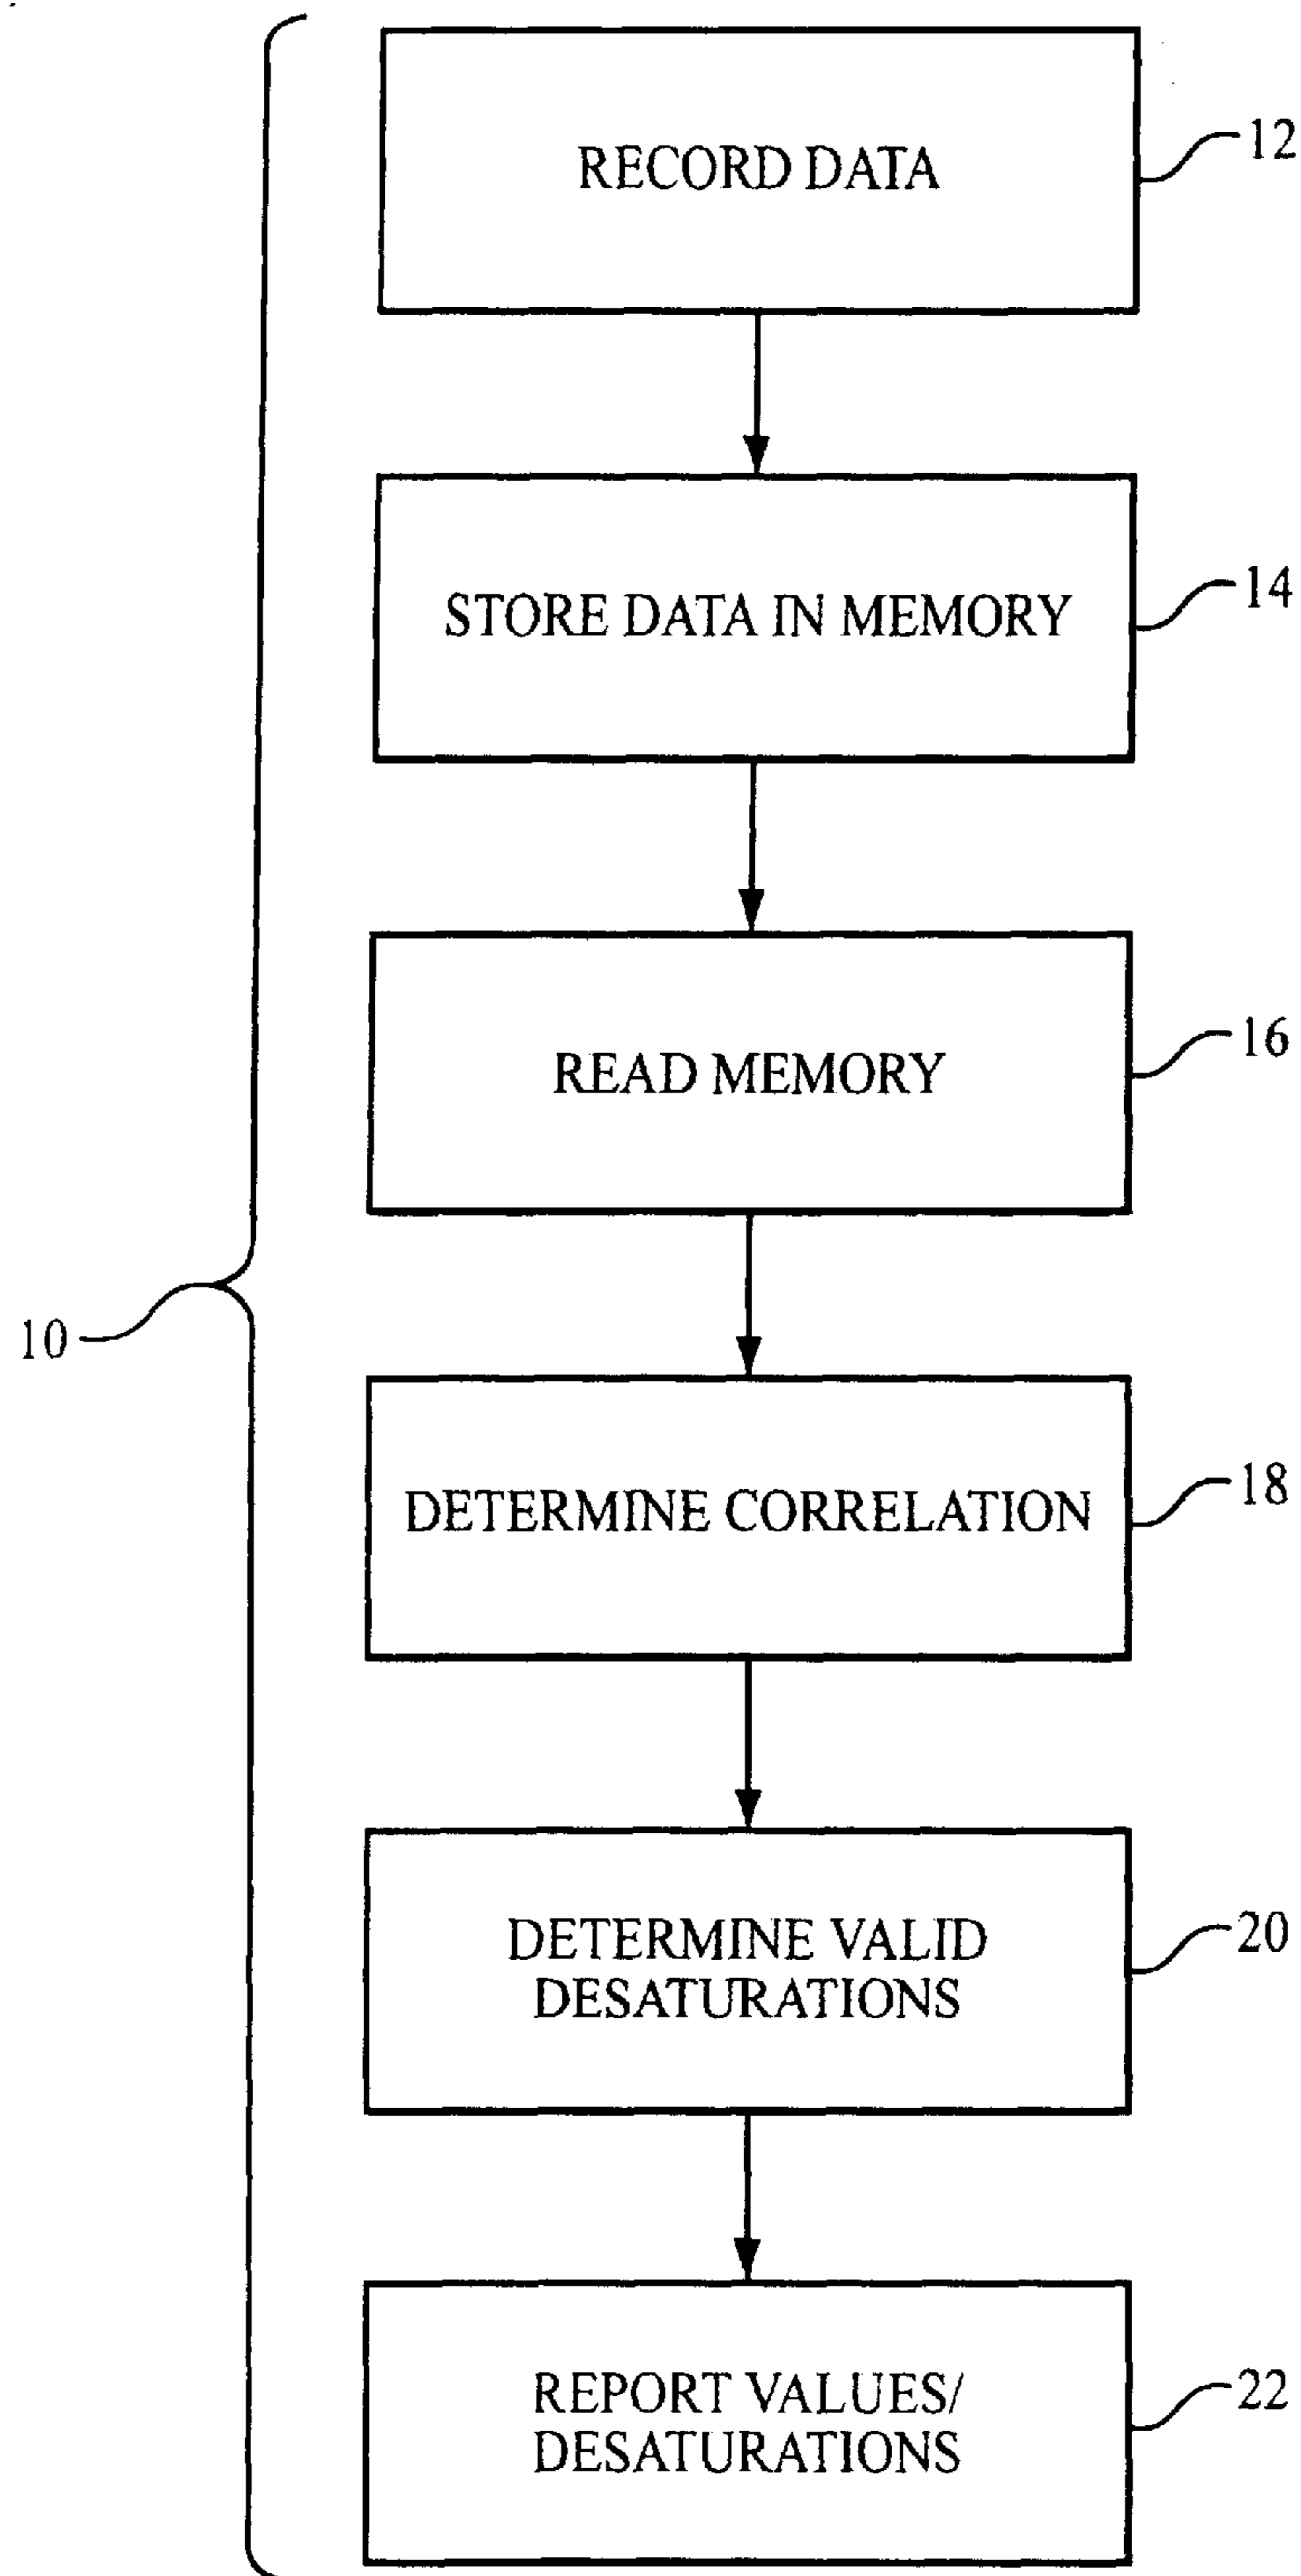 RECORD DATA
12
STORE DATA IN MEMORY
14
READ MEMORY
16
10
DETERMINE CORRELATION
18
DETERMINE VALID
DESATURATIONS
20
REPORT VALUES/
DESATURATIONS
22